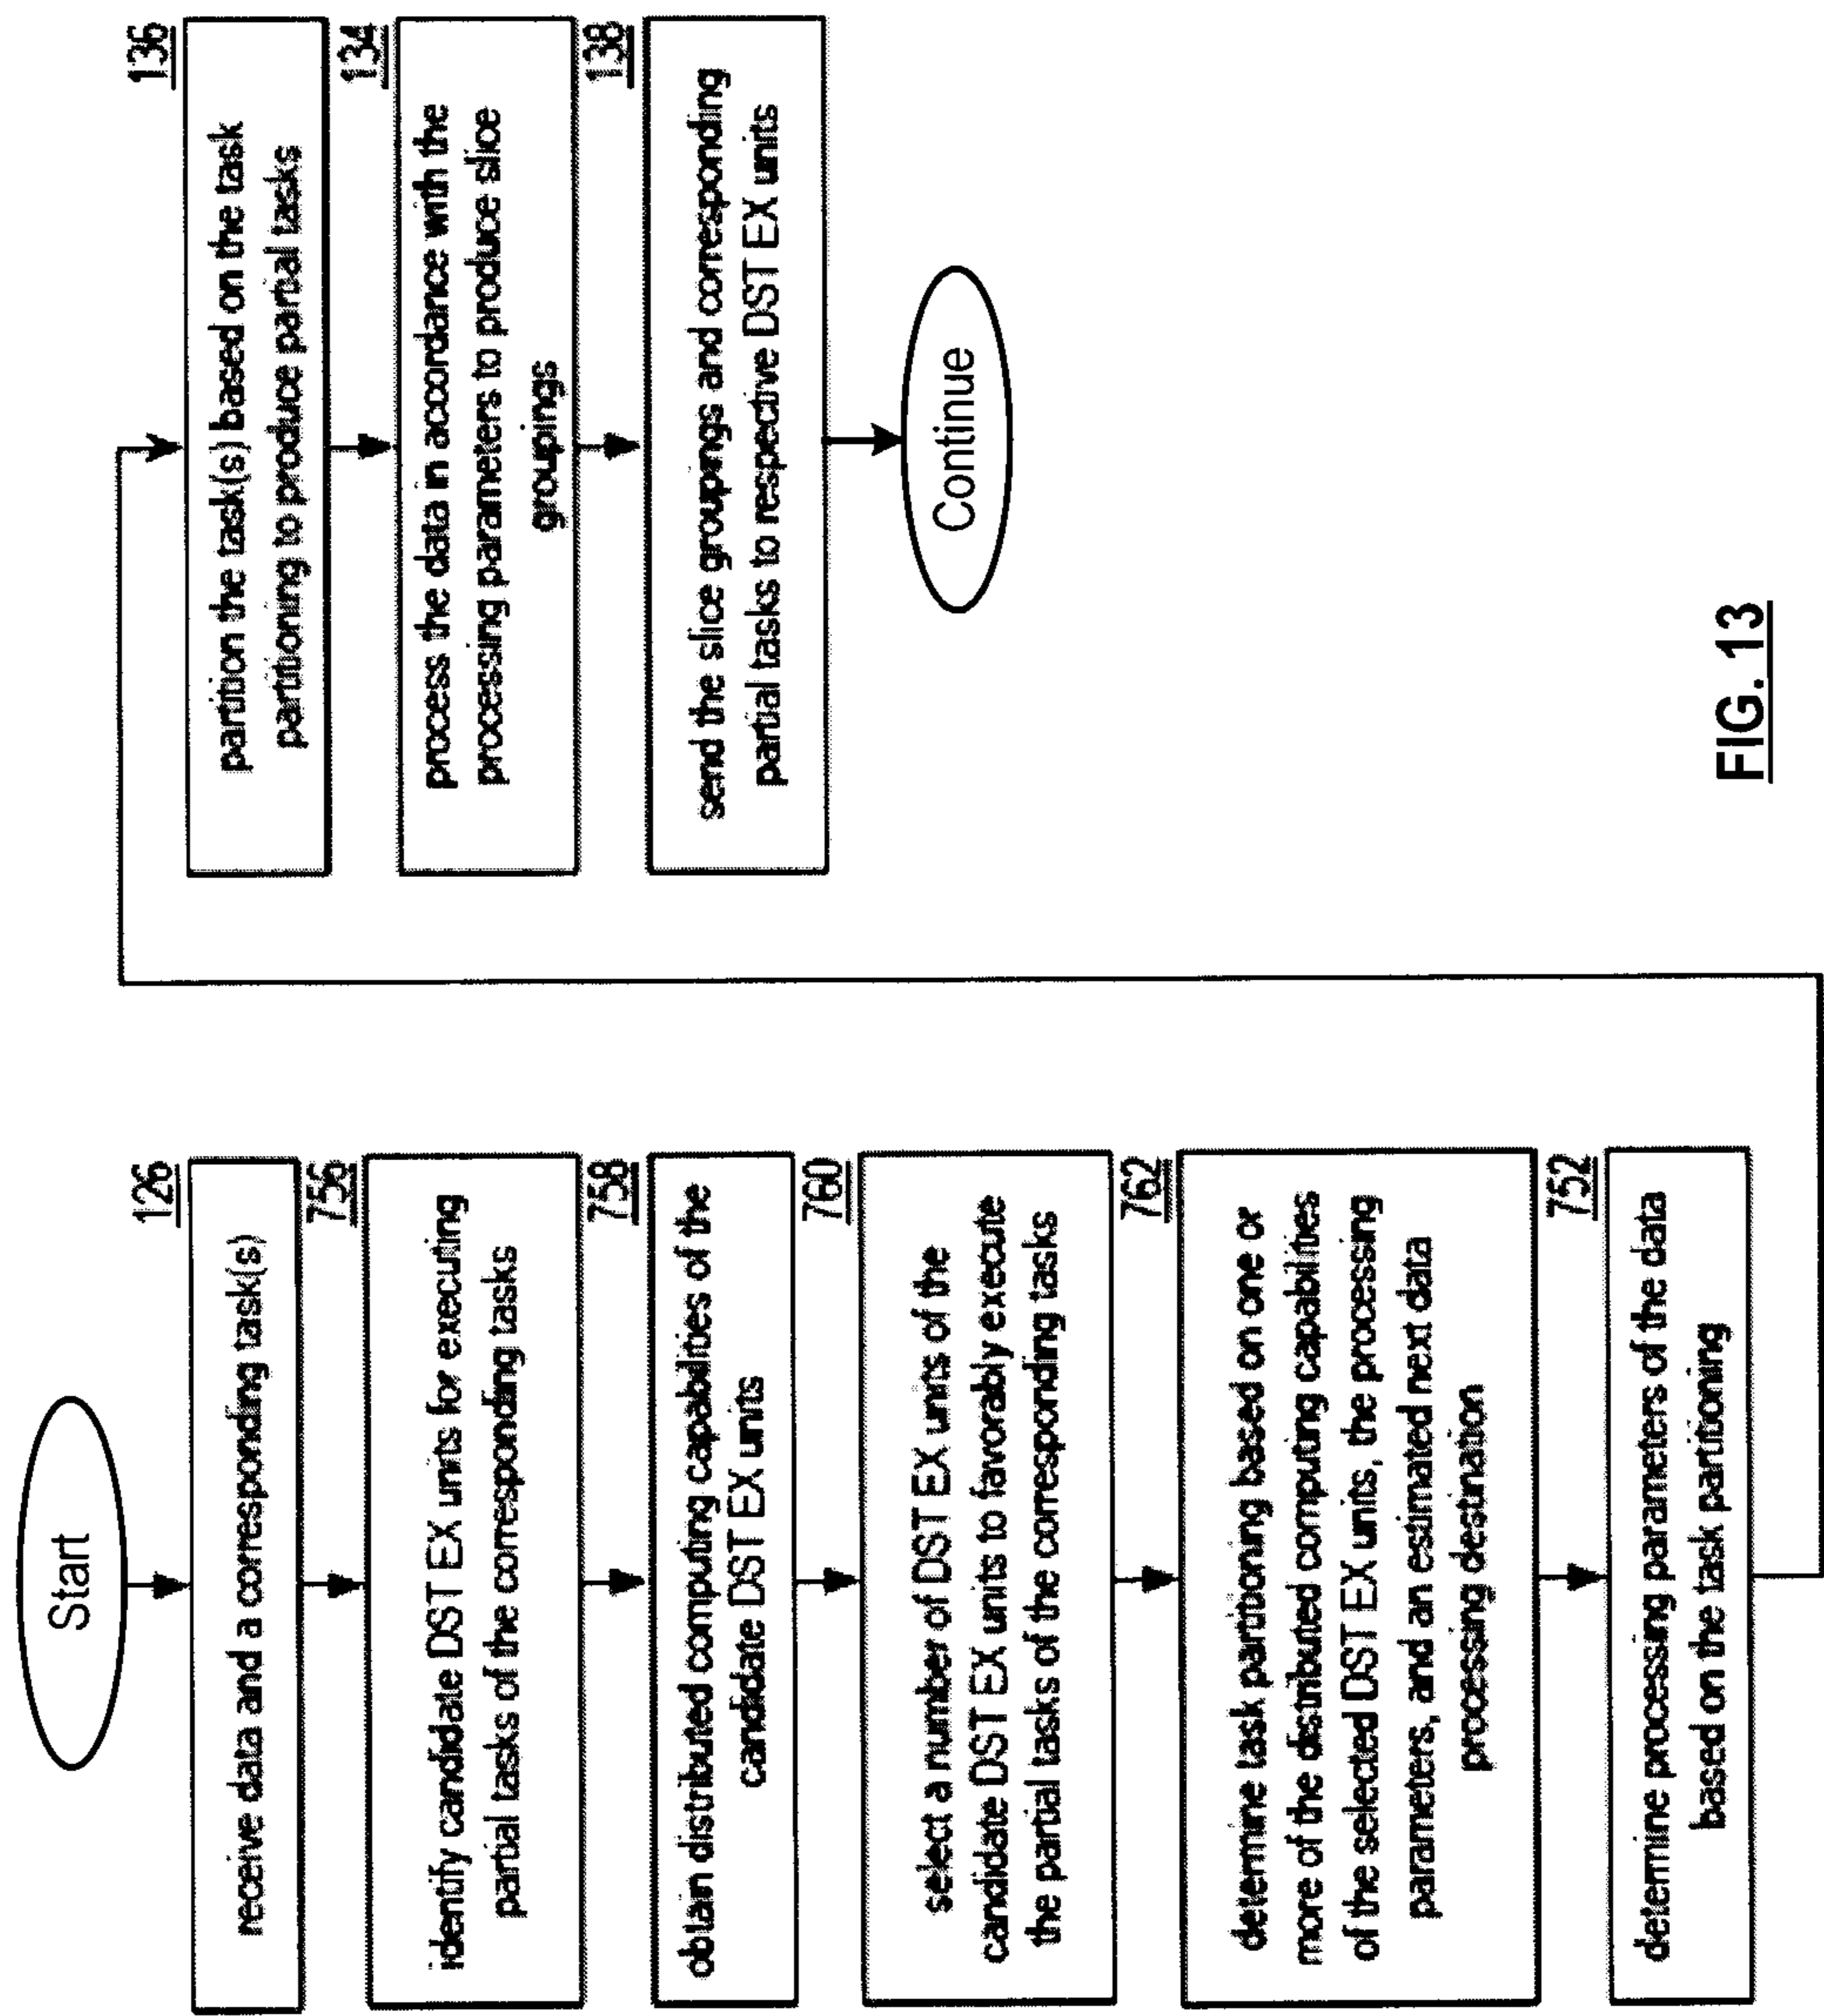 Start
126
receive data and a corresponding task(s)
756
identify candidate DST EX units for executing
partial tasks of the corresponding tasks
758
obtain distributed computing capabilities of the
candidate DST EX units
760
select a number of DST EX units of the
candidate DST EX units to favorably execute
the partial tasks of the corresponding tasks
762
determine task partitioning based on one or
more of the distributed computing capabilities
of the selected DST EX units, the processing
parameters, and an estimated next data
processing destination
752
determine processing parameters of the data
based on the task partitioning
136
partition the task(s) based on the task
partitioning to produce partial tasks
134
process the data in accordance with the
processing parameters to produce slice
groupings
138
send the slice groupings and corresponding
partial tasks to respective DST EX units
Continue
FIG. 13